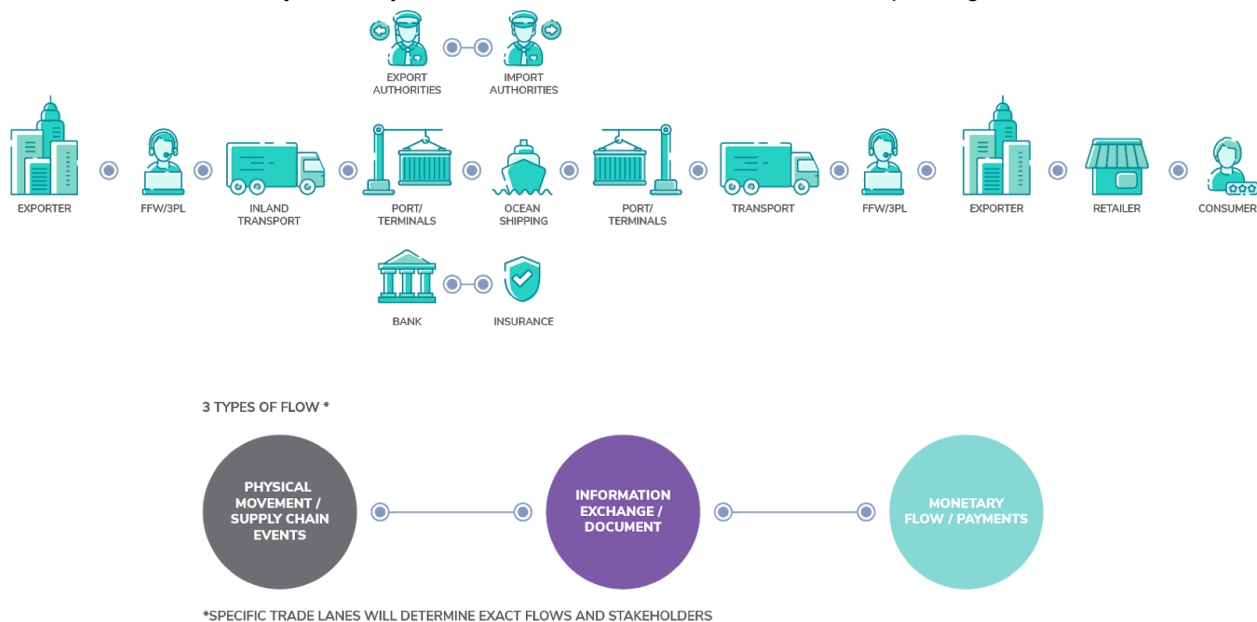 EXPORT
AUTHORITIES
IMPORT
AUTHORITIES
EXPORTER
FFW/3PL
INLAND
TRANSPORT
PORT/
TERMINALS
OCEAN
SHIPPING
PORT/
TERMINALS
TRANSPORT
FFW/3PL
EXPORTER
RETAILER
CONSUMER
BANK
INSURANCE
3 TYPES OF FLOW *
PHYSICAL
MOVEMENT /
SUPPLY CHAIN
EVENTS
INFORMATION
EXCHANGE /
DOCUMENT
MONETARY
FLOW / PAYMENTS
*SPECIFIC TRADE LANES WILL DETERMINE EXACT FLOWS AND STAKEHOLDERS